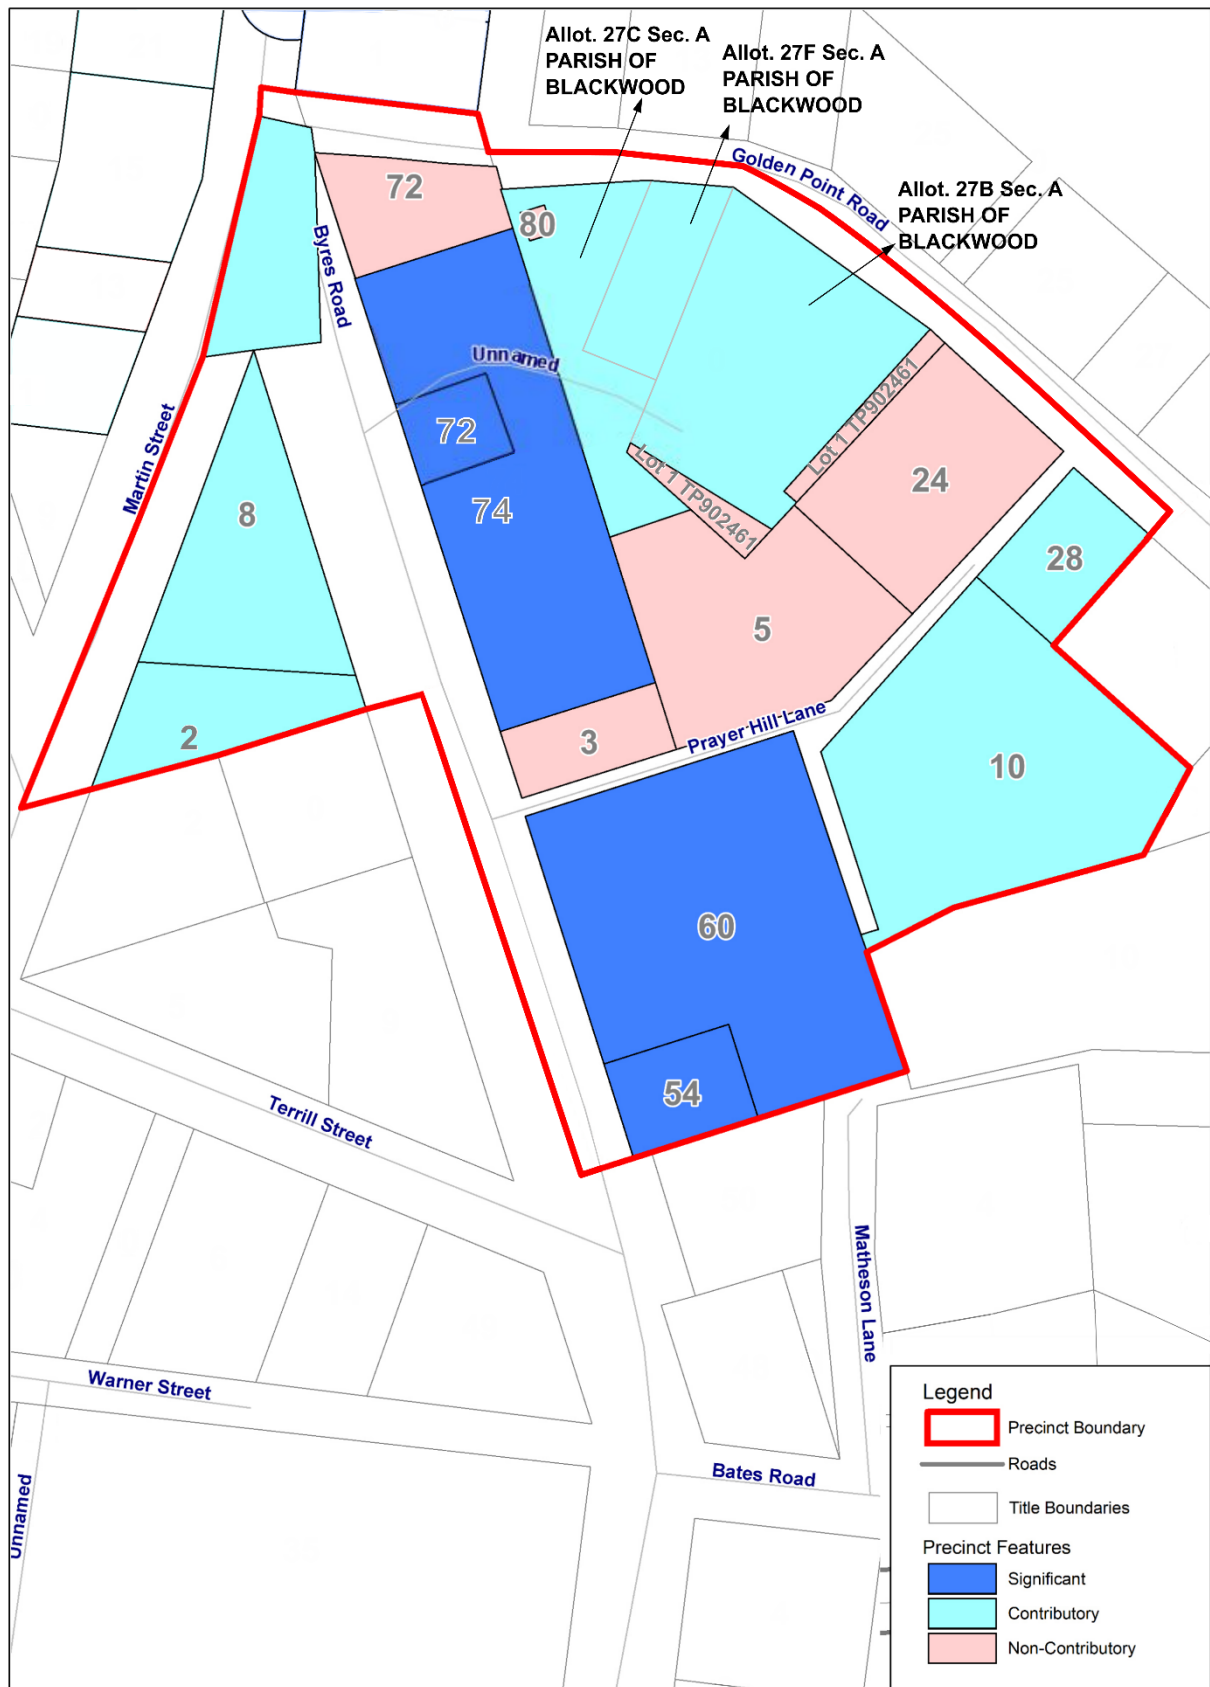 Allot. 27C Sec. A
PARISH OF
BLACKWOOD
Allot. 27F Sec. A
PARISH OF
BLACKWOOD
Golden Point Road
Allot. 27B Sec. A
PARISH OF
BLACKWOOD
72
80
Byres Road
Unnamed
72
74
Martin Street
8
2
Lot 1 TP902461
Lot 1 TP902461
24
28
5
3
Prayer Hill Lane
10
60
54
Terrill Street
Matheson Lane
Warner Street
Unnamed
Bates Road
Legend
Precinct Boundary
Roads
Title Boundaries
Precinct Features
Significant
Contributory
Non-Contributory